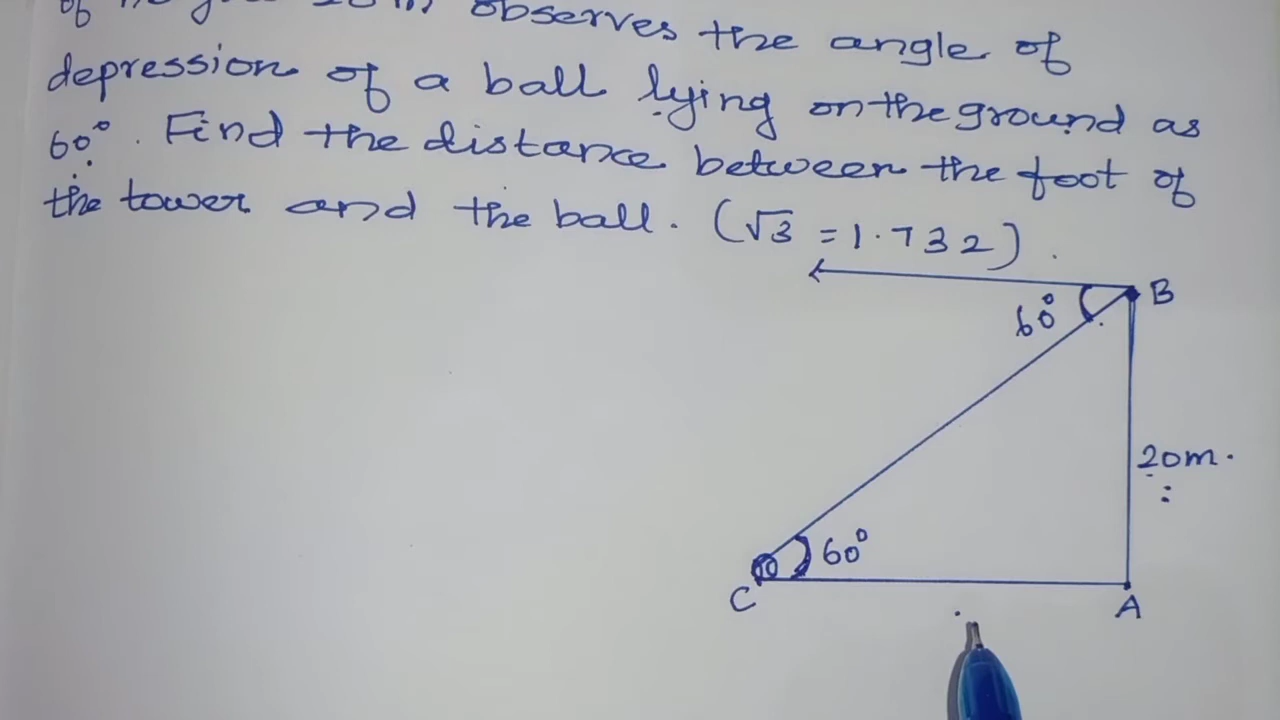 of observes the angle of
depression of a ball lying on the ground as
60°. Find the distance between the foot of
the tower and the ball. (√3 = 1.732).
B
60°
20m.
60°
C
A